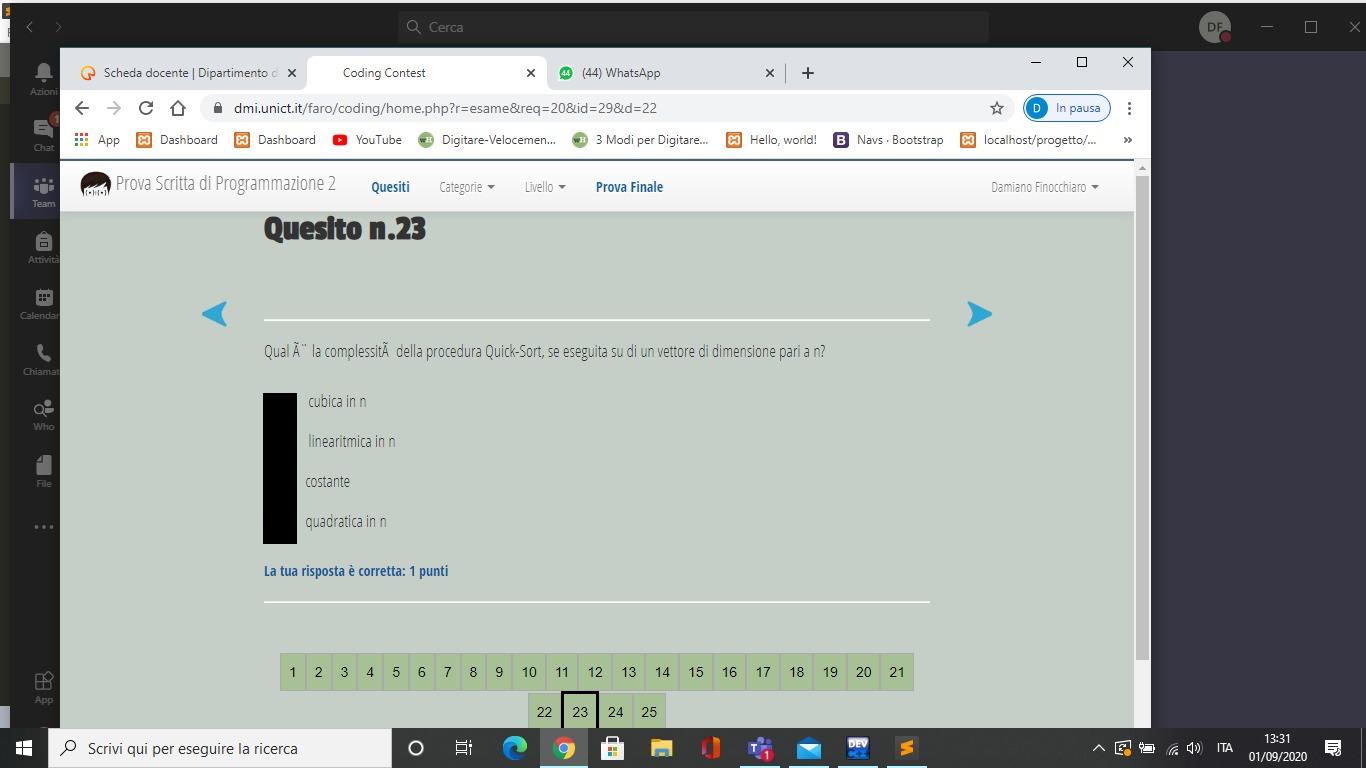 Cerca
DF
Scheda docente | Dipartimento d
Coding Contest
44
(44) WhatsApp
dmi.unict.it/faro/coding/home.php?r=esame&req=20&id=29&d=22
D In pausa
App
Dashboard
Dashboard
YouTube
Digitare-Velocemen...
3 Modi per Digitare...
Hello, world!
B Navs · Bootstrap
localhost/progetto/...
»
Azioni
Chat
1
Team
Attività
Calendar
Chiamat
Who
File
App
Prova Scritta di Programmazione 2
Quesiti
Categorie
Livello
Prova Finale
Damiano Finocchiaro
Quesito n.23
Qual Ã¨ la complessitÃ  della procedura Quick-Sort, se eseguita su di un vettore di dimensione pari a n?
cubica in n
linearitmica in n
costante
quadratica in n
La tua risposta è corretta: 1 punti
1 2 3 4 5 6 7 8 9 10 11 12 13 14 15 16 17 18 19 20 21
22 23 24 25
Scrivi qui per eseguire la ricerca
1
DEV
ITA
13:31
01/09/2020